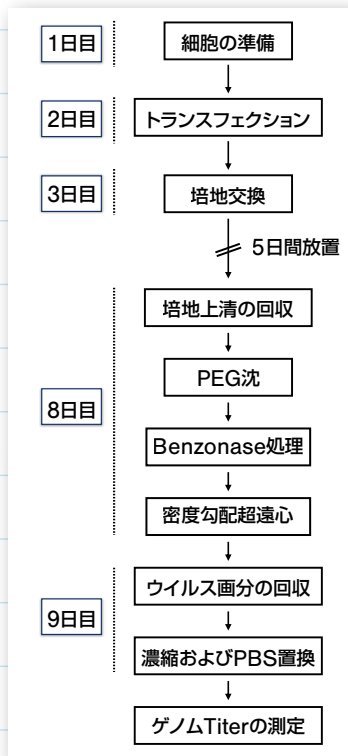 1日目
細胞の準備
2日目
トランスフェクション
3日目
培地交換
5日間放置
8日目
培地上清の回収
PEG沈
Benzonase処理
密度勾配超遠心
9日目
ウイルス画分の回収
濃縮およびPBS置換
ゲノムTiterの測定